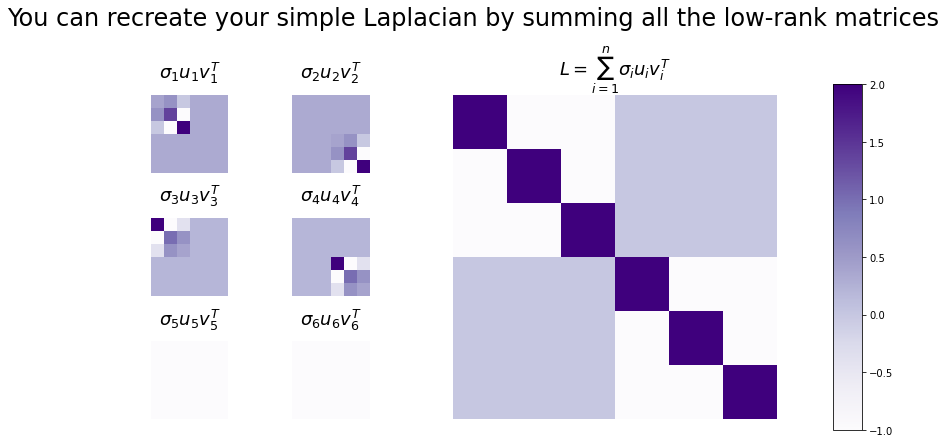 You can recreate your simple Laplacian by summing all the low-rank matrices
σ₁u₁v₁ᵀ
σ₂u₂v₂ᵀ
L = ∑ᵢ₌₁ⁿ σᵢuᵢvᵢᵀ
σ₃u₃v₃ᵀ
σ₄u₄v₄ᵀ
σ₅u₅v₅ᵀ
σ₆u₆v₆ᵀ
2.0
1.5
1.0
0.5
0.0
−0.5
−1.0